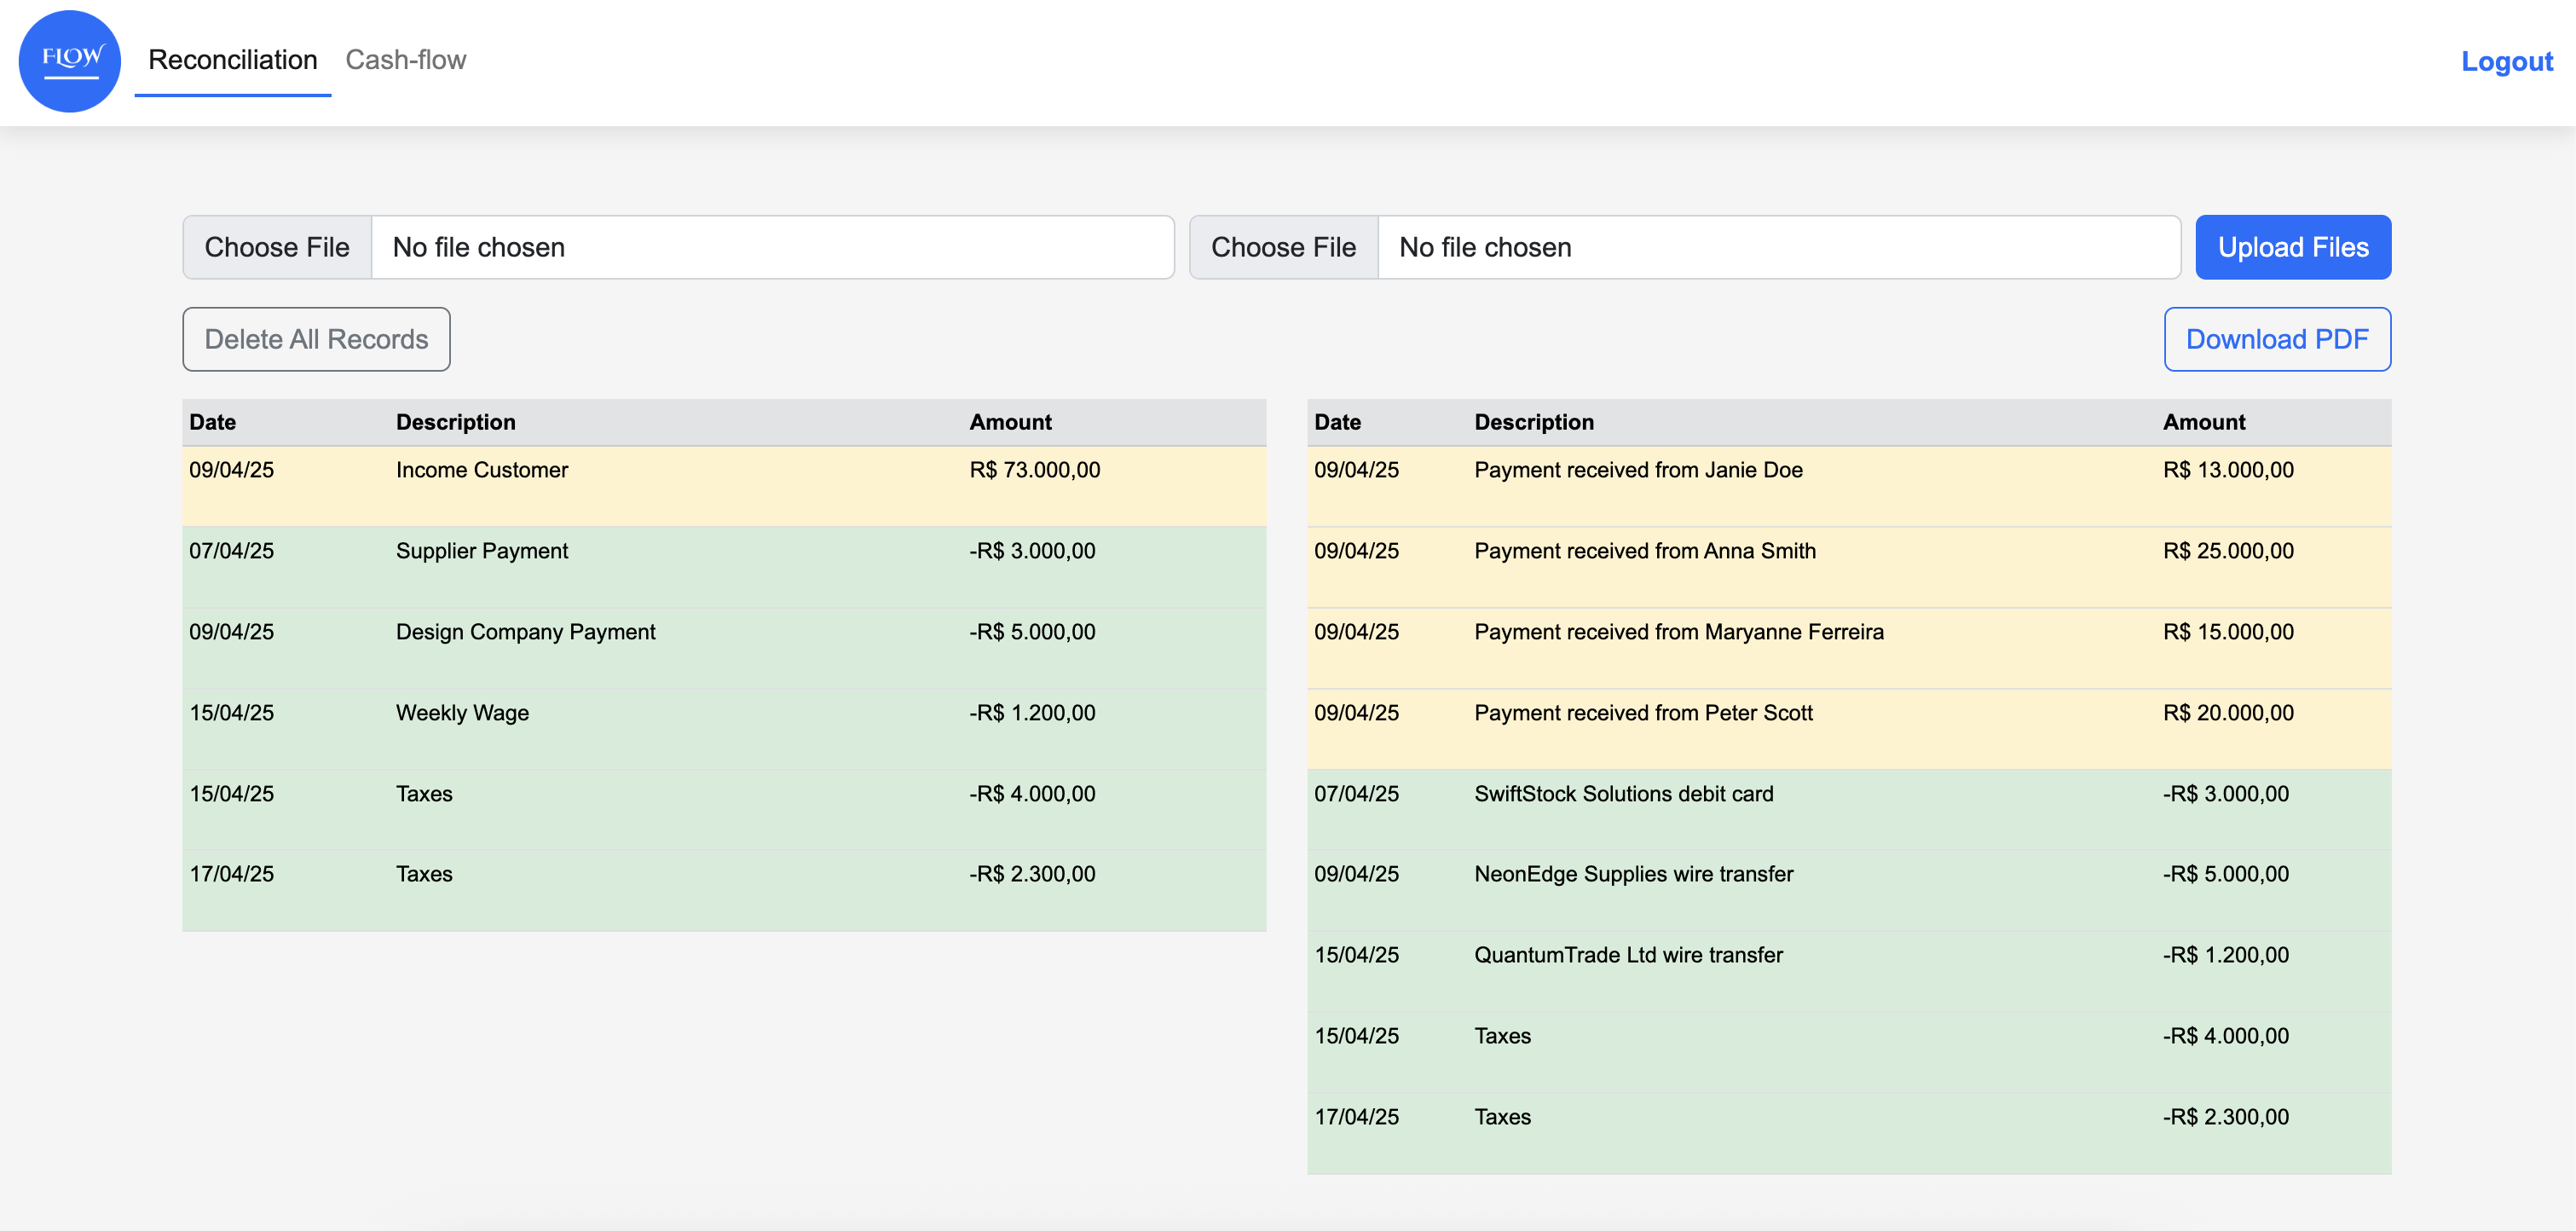 FLOW
Reconciliation Cash-flow Logout
Choose File No file chosen Choose File No file chosen Upload Files
Delete All Records Download PDF
Date Description Amount
09/04/25 Income Customer R$ 73.000,00
07/04/25 Supplier Payment -R$ 3.000,00
09/04/25 Design Company Payment -R$ 5.000,00
15/04/25 Weekly Wage -R$ 1.200,00
15/04/25 Taxes -R$ 4.000,00
17/04/25 Taxes -R$ 2.300,00
Date Description Amount
09/04/25 Payment received from Janie Doe R$ 13.000,00
09/04/25 Payment received from Anna Smith R$ 25.000,00
09/04/25 Payment received from Maryanne Ferreira R$ 15.000,00
09/04/25 Payment received from Peter Scott R$ 20.000,00
07/04/25 SwiftStock Solutions debit card -R$ 3.000,00
09/04/25 NeonEdge Supplies wire transfer -R$ 5.000,00
15/04/25 QuantumTrade Ltd wire transfer -R$ 1.200,00
15/04/25 Taxes -R$ 4.000,00
17/04/25 Taxes -R$ 2.300,00